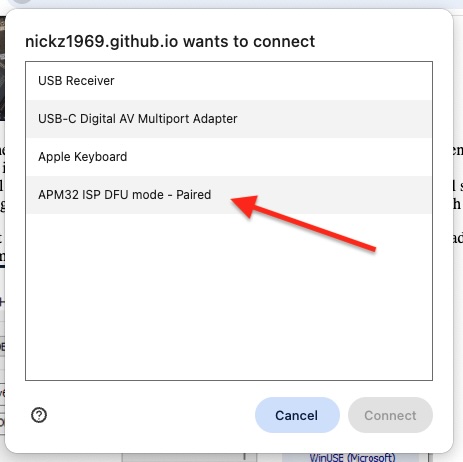 nickz1969.github.io wants to connect
USB Receiver
USB-C Digital AV Multiport Adapter
Apple Keyboard
APM32 ISP DFU mode - Paired
Cancel
Connect
WinUSE (Microsoft)